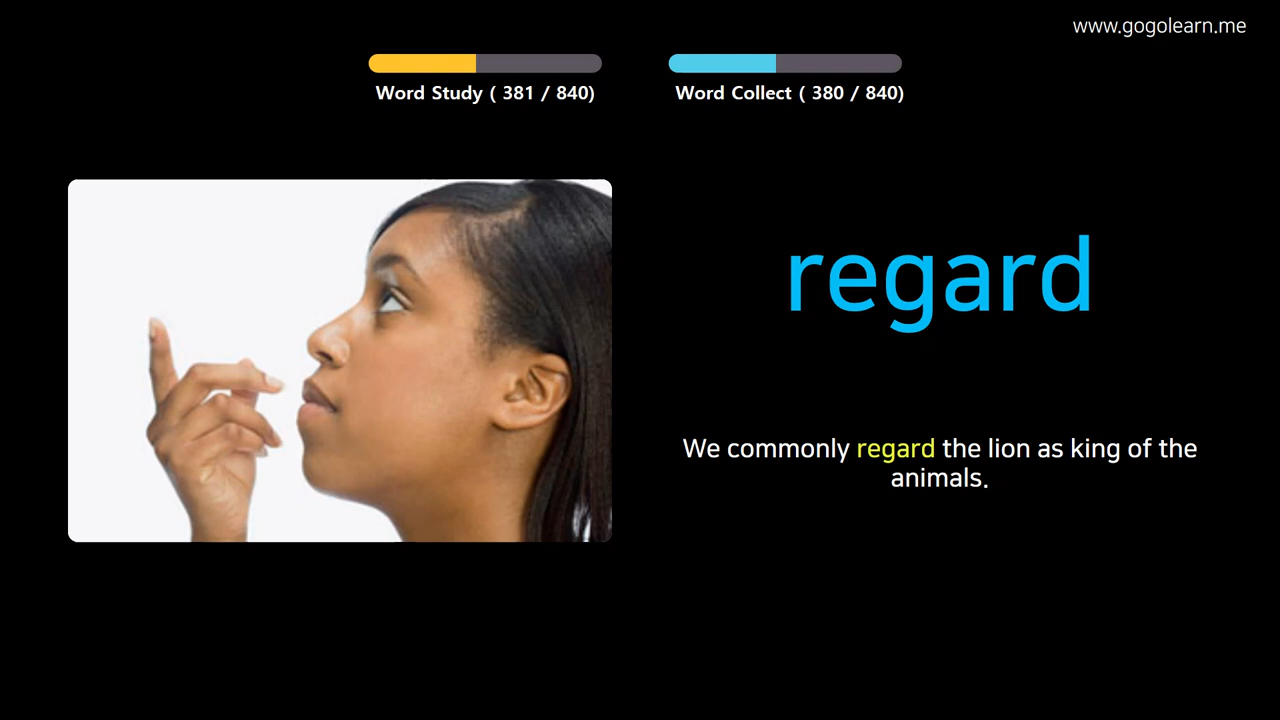 www.gogolearn.me
Word Study ( 381 / 840)
Word Collect ( 380 / 840)
regard
We commonly regard the lion as king of the
animals.